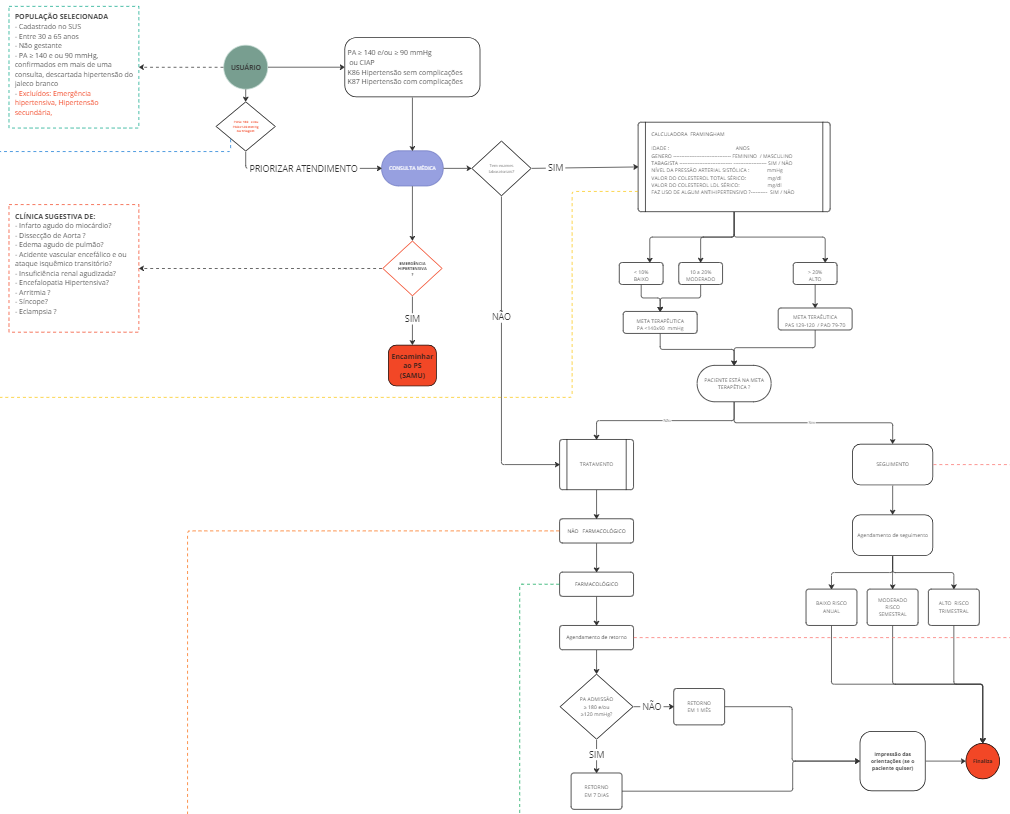 POPULAÇÃO SELECIONADA
- Cadastrado no SUS
- Entre 30 a 65 anos
- Não gestante
- PA ≥ 140 e ou 90 mmHg,
confirmados em mais de uma
consulta, descartada hipertensão do
jaleco branco
- Excluídos: Emergência
hipertensiva, Hipertensão
secundária,
USUÁRIO
PA ≥ 140 e/ou ≥ 90 mmHg
ou CIAP
K86 Hipertensão sem complicações
K87 Hipertensão com complicações
PRIORIZAR ATENDIMENTO
CONSULTA MÉDICA
SIM
CALCULADORA FRAMINGHAM
IDADE : ANOS
GENERO ---------------------------- FEMININO / MASCULINO
TABAGISTA ------------------------------------------ SIM / NÃO
NÍVEL DA PRESSÃO ARTERIAL SISTÓLICA : mmHg
VALOR DO COLESTEROL TOTAL SÉRICO: mg/dl
VALOR DO COLESTEROL LDL SÉRICO: mg/dl
FAZ USO DE ALGUM ANTI-HIPERTENSIVO ?--------- SIM / NÃO
CLÍNICA SUGESTIVA DE:
- Infarto agudo do miocárdio?
- Dissecção de Aorta ?
- Edema agudo de pulmão?
- Acidente vascular encefálico e ou
ataque isquêmico transitório?
- Insuficiência renal agudizada?
- Encefalopatia Hipertensiva?
- Arritmia ?
- Síncope?
- Eclampsia ?
EMERGÊNCIA
HIPERTENSIVA
?
SIM
Encaminhar
ao PS
(SAMU)
NÃO
< 10%
BAIXO
10 a 20%
MODERADO
> 20%
ALTO
META TERAPÊUTICA
PA <140x90 mmHg
META TERAÊUTICA
PAS 129-120 / PAD 79-70
PACIENTE ESTÁ NA META
TERAPÊTICA ?
TRATAMENTO
SEGUIMENTO
NÃO FARMACOLÓGICO
FARMACOLÓGICO
Agendamento de retorno
Agendamento de seguimento
BAIXO RISCO
ANUAL
MODERADO
RISCO
SEMESTRAL
ALTO RISCO
TRIMESTRAL
PA ADMISSÃO
≥ 180 e/ou
≥120 mmHg?
NÃO
RETORNO
EM 1 MÊS
SIM
RETORNO
EM 7 DIAS
Impressão das
orientações (se o
paciente quiser)
Finaliza